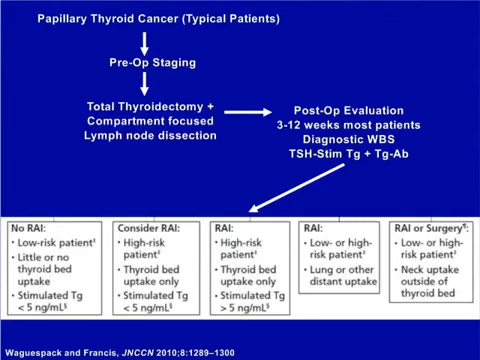 Papillary Thyroid Cancer (Typical Patients)
Pre-Op Staging
Total Thyroidectomy +
Compartment focused
Lymph node dissection
Post-Op Evaluation
3-12 weeks most patients
Diagnostic WBS
TSH-Stim Tg + Tg-Ab
No RAI:
• Low-risk patient‡
• Little or no
thyroid bed
uptake
• Stimulated Tg
< 5 ng/mL§
Consider RAI:
• High-risk
patient‡
• Thyroid bed
uptake only
• Stimulated Tg
< 5 ng/mL§
RAI:
• High-risk
patient‡
• Thyroid bed
uptake only
• Stimulated Tg
> 5 ng/mL§
RAI:
• Low- or high-
risk patient‡
• Lung or other
distant uptake
RAI or Surgery¶:
• Low- or high-
risk patient‡
• Neck uptake
outside of
thyroid bed
Waguespack and Francis, JNCCN 2010;8:1289–1300